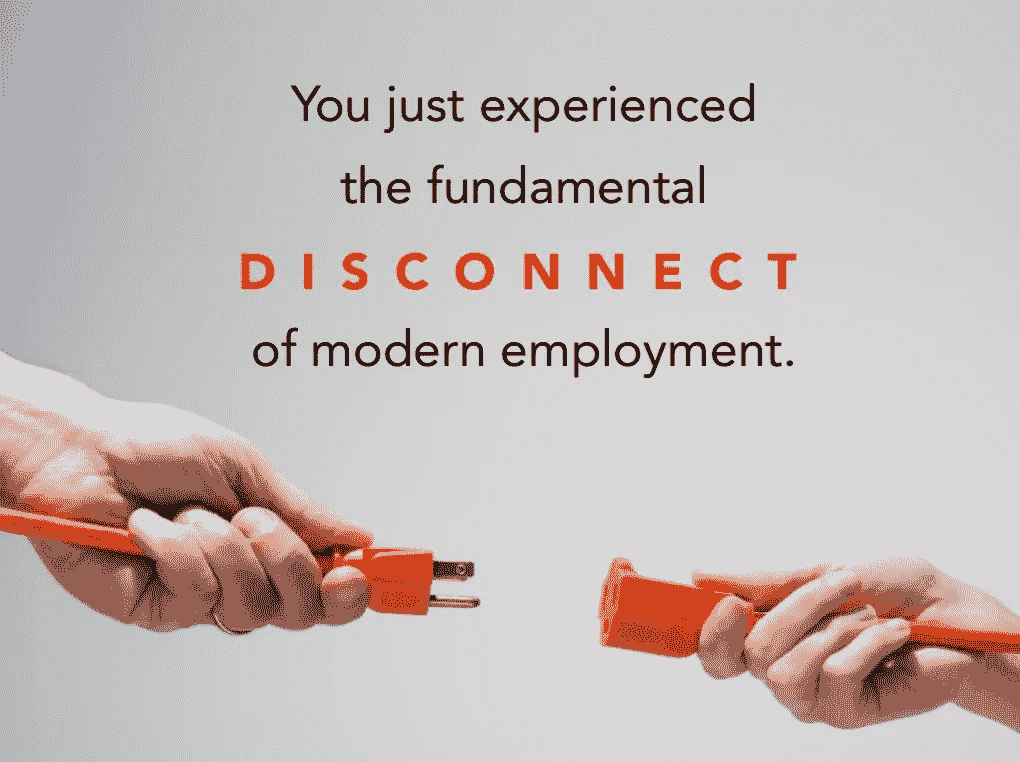 You just experienced
the fundamental
DISCONNECT
of modern employment.